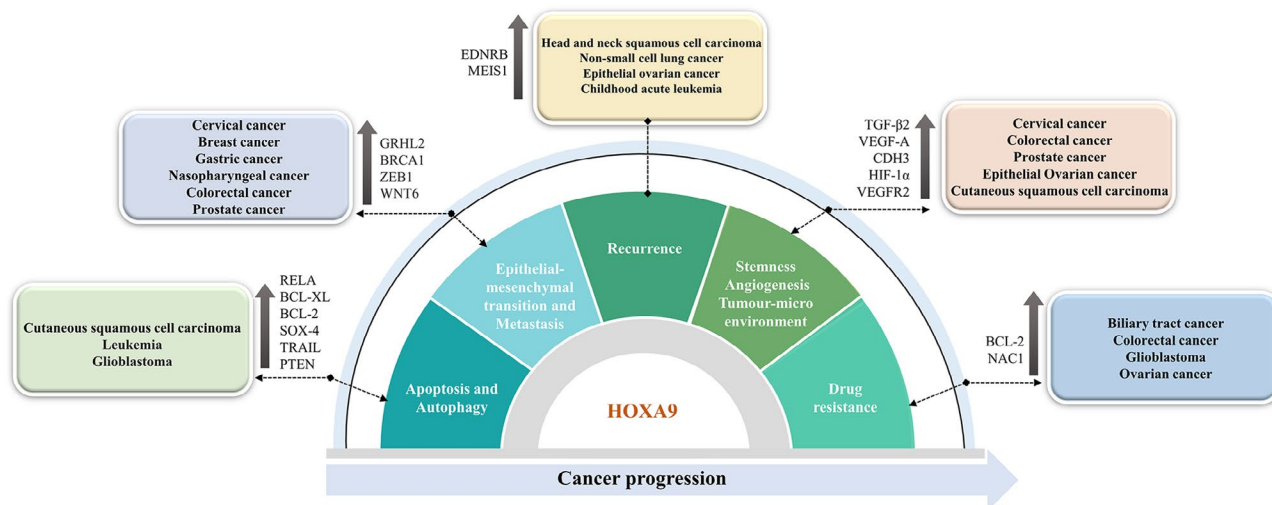 EDNRB
MEIS1
Head and neck squamous cell carcinoma
Non-small cell lung cancer
Epithelial ovarian cancer
Childhood acute leukemia
Cervical cancer
Breast cancer
Gastric cancer
Nasopharyngeal cancer
Colorectal cancer
Prostate cancer
GRHL2
BRCA1
ZEB1
WNT6
TGF-β2
VEGF-A
CDH3
HIF-1α
VEGFR2
Cervical cancer
Colorectal cancer
Prostate cancer
Epithelial Ovarian cancer
Cutaneous squamous cell carcinoma
Cutaneous squamous cell carcinoma
Leukemia
Glioblastoma
RELA
BCL-XL
BCL-2
SOX-4
TRAIL
PTEN
Apoptosis and
Autophagy
Epithelial-
mesenchymal
transition and
Metastasis
Recurrence
Stemness
Angiogenesis
Tumour-micro
environment
Drug
resistance
BCL-2
NAC1
Biliary tract cancer
Colorectal cancer
Glioblastoma
Ovarian cancer
HOXA9
Cancer progression